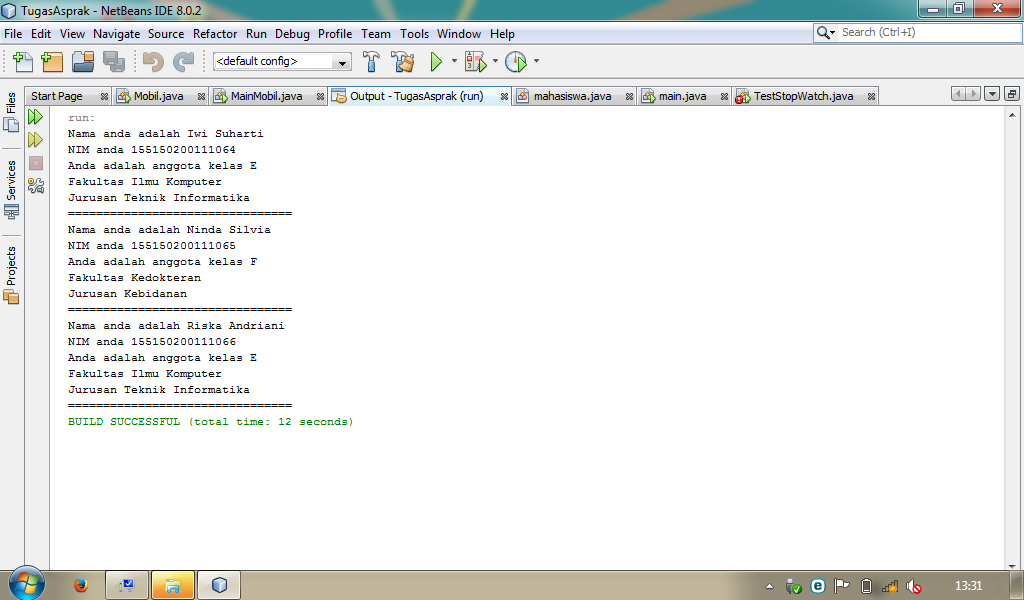 TugasAsprak - NetBeans IDE 8.0.2
File Edit View Navigate Source Refactor Run Debug Profile Team Tools Window Help
Search (Ctrl+I)
<default config>
Start Page Mobil.java MainMobil.java Output - TugasAsprak (run) mahasiswa.java main.java TestStopWatch.java
Files
Services
Projects
run:
Nama anda adalah Iwi Suharti
NIM anda 155150200111064
Anda adalah anggota kelas E
Fakultas Ilmu Komputer
Jurusan Teknik Informatika
================================
Nama anda adalah Ninda Silvia
NIM anda 155150200111065
Anda adalah anggota kelas F
Fakultas Kedokteran
Jurusan Kebidanan
================================
Nama anda adalah Riska Andriani
NIM anda 155150200111066
Anda adalah anggota kelas E
Fakultas Ilmu Komputer
Jurusan Teknik Informatika
================================
BUILD SUCCESSFUL (total time: 12 seconds)
13:31